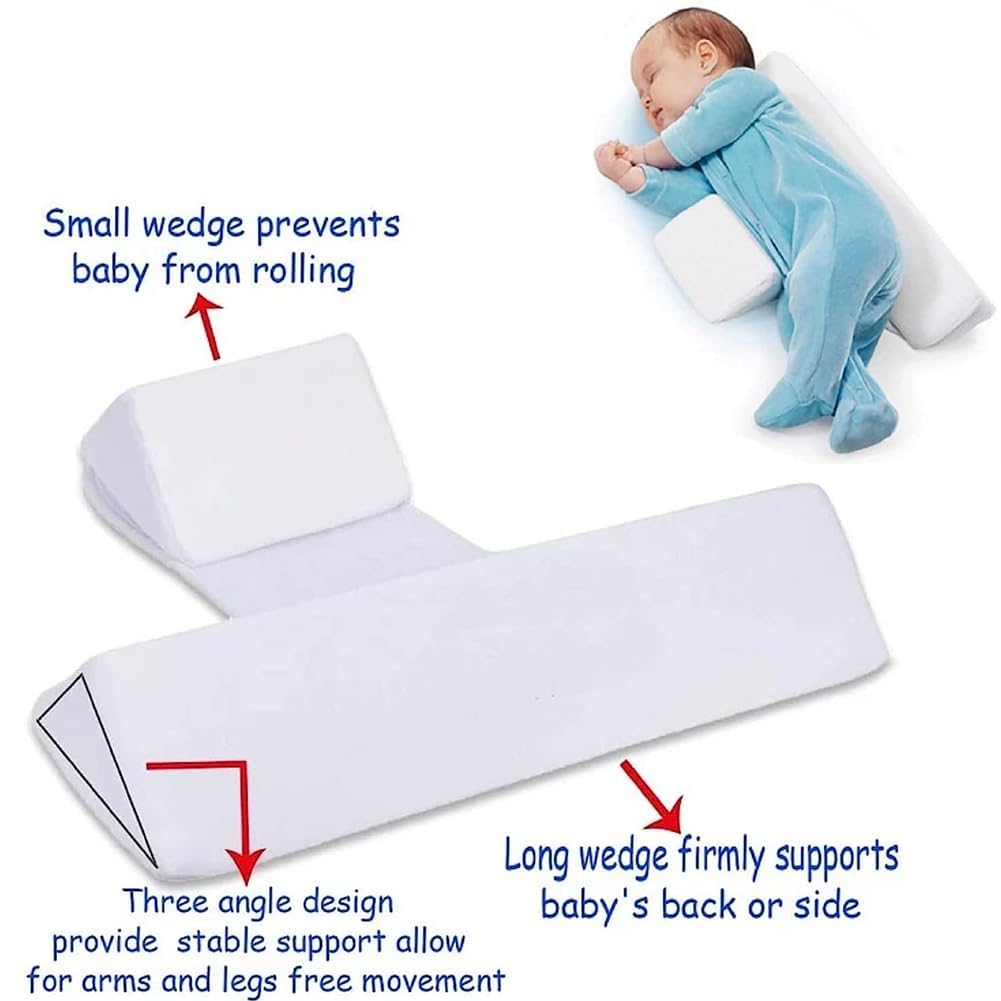 Small wedge prevents
baby from rolling
Long wedge firmly supports
baby's back or side
Three angle design
provide stable support allow
for arms and legs free movement